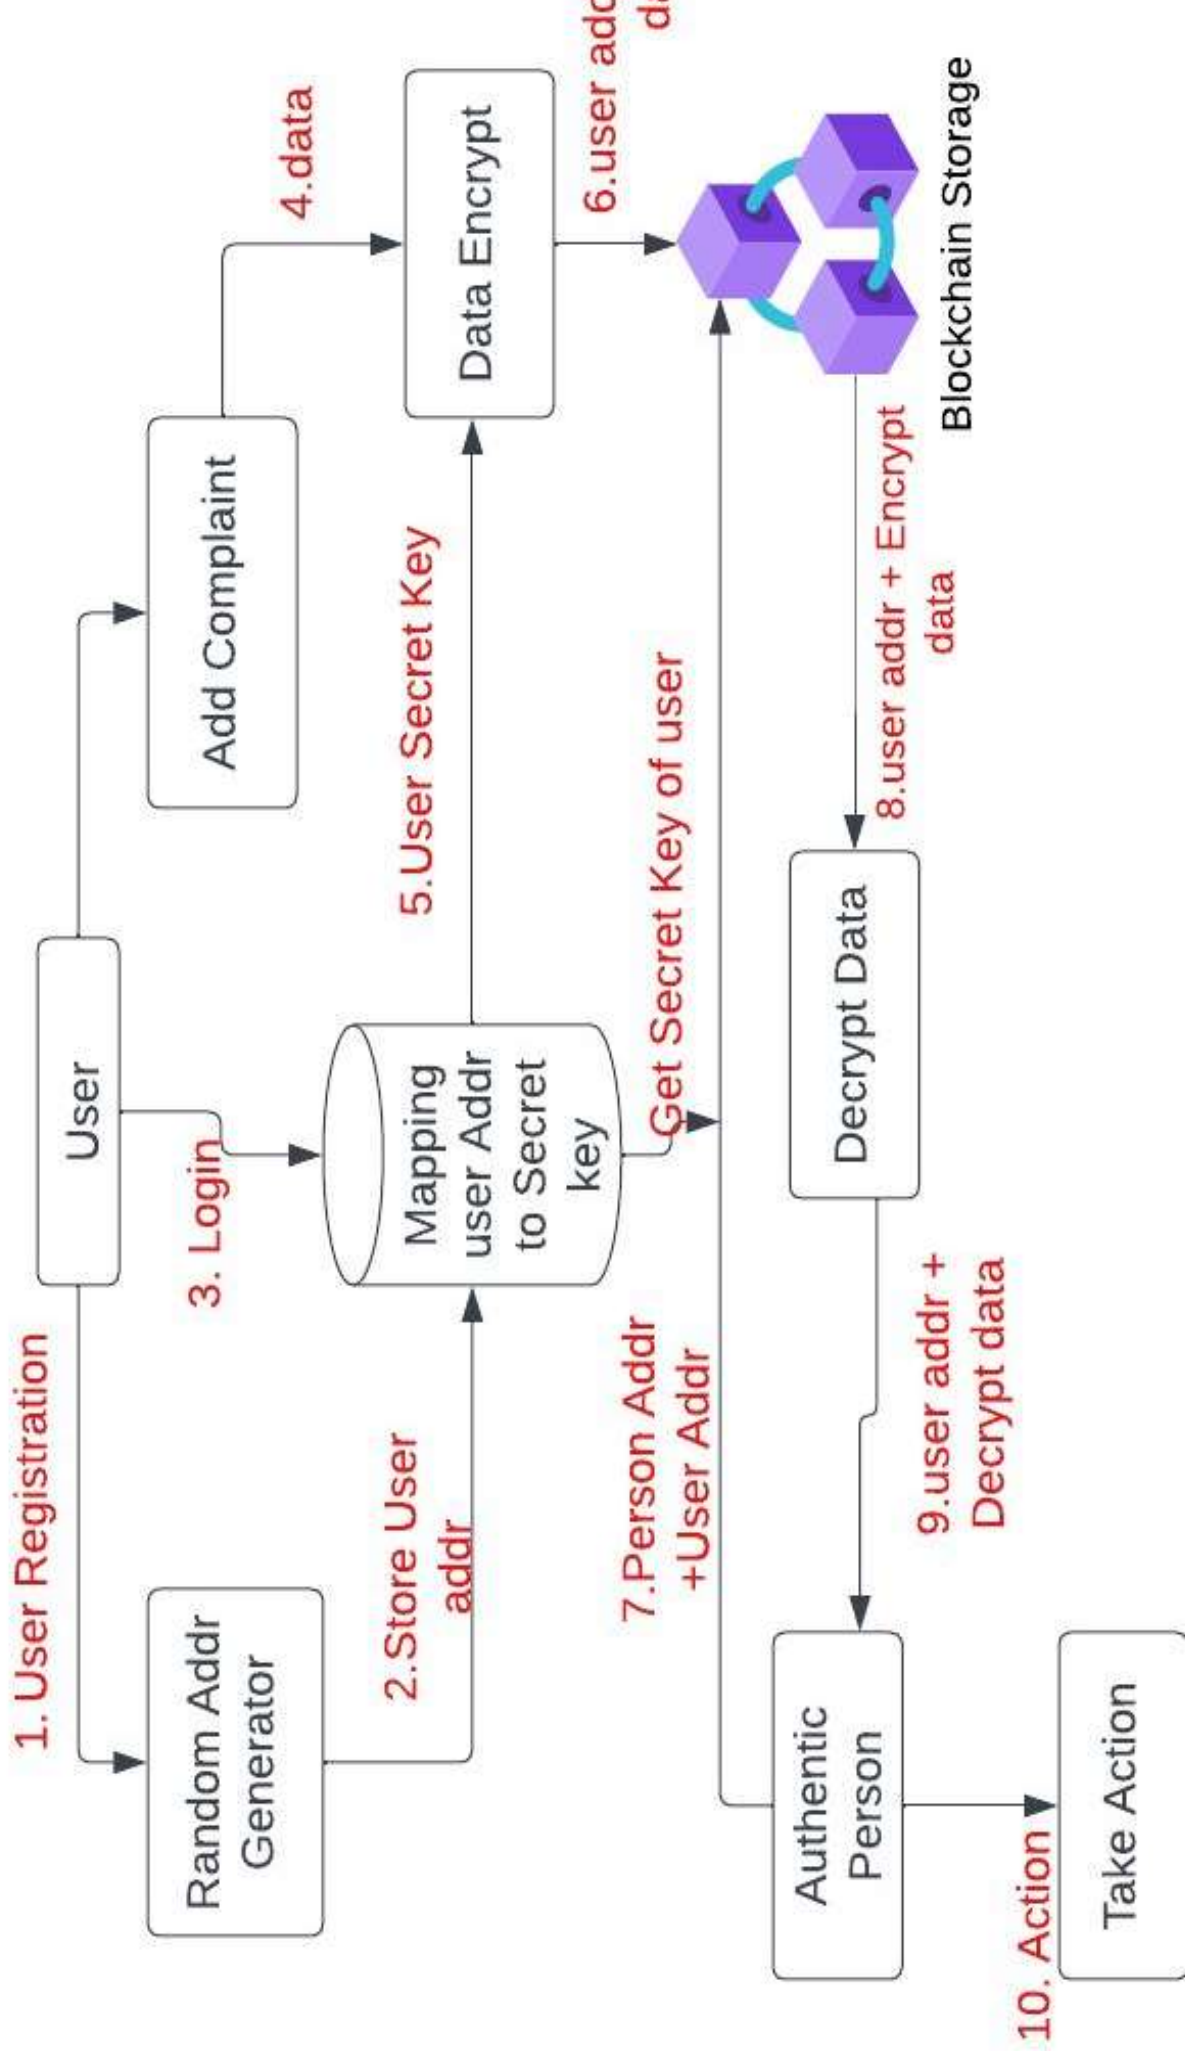 1. User Registration
User
3. Login
Add Complaint
4.data
Random Addr
Generator
2.Store User
addr
Mapping
user Addr
to Secret
key
5.User Secret Key
Data Encrypt
6.user
Get Secret Key of user
7.Person Addr
+User Addr
Blockchain Storage
8.user addr + Encrypt
data
Decrypt Data
9.user addr +
Decrypt data
Authentic
Person
10. Action
Take Action